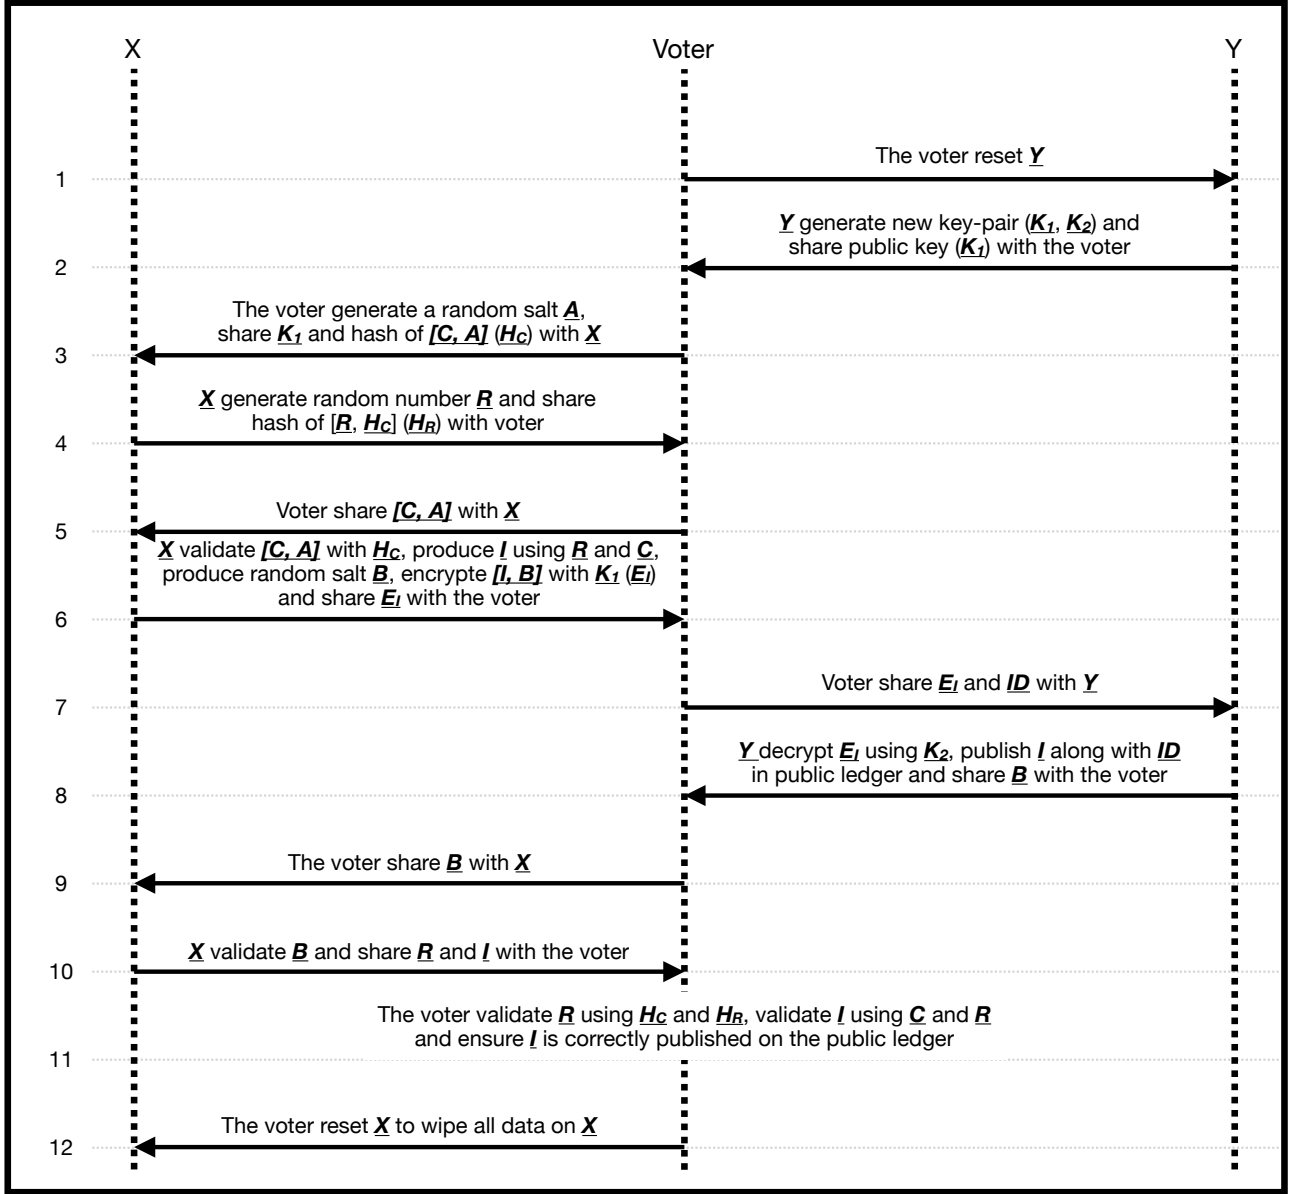 X Voter Y
The voter reset Y
1
Y generate new key-pair (K1, K2) and
share public key (K1) with the voter
2
The voter generate a random salt A,
share K1 and hash of [C, A] (HC) with X
3
X generate random number R and share
hash of [R, HC] (HR) with voter
4
Voter share [C, A] with X
5
X validate [C, A] with HC, produce I using R and C,
produce random salt B, encrypte [I, B] with K1 (EI)
and share EI with the voter
6
Voter share EI and ID with Y
7
Y decrypt EI using K2, publish I along with ID
in public ledger and share B with the voter
8
The voter share B with X
9
X validate B and share R and I with the voter
10
The voter validate R using HC and HR, validate I using C and R
and ensure I is correctly published on the public ledger
11
The voter reset X to wipe all data on X
12